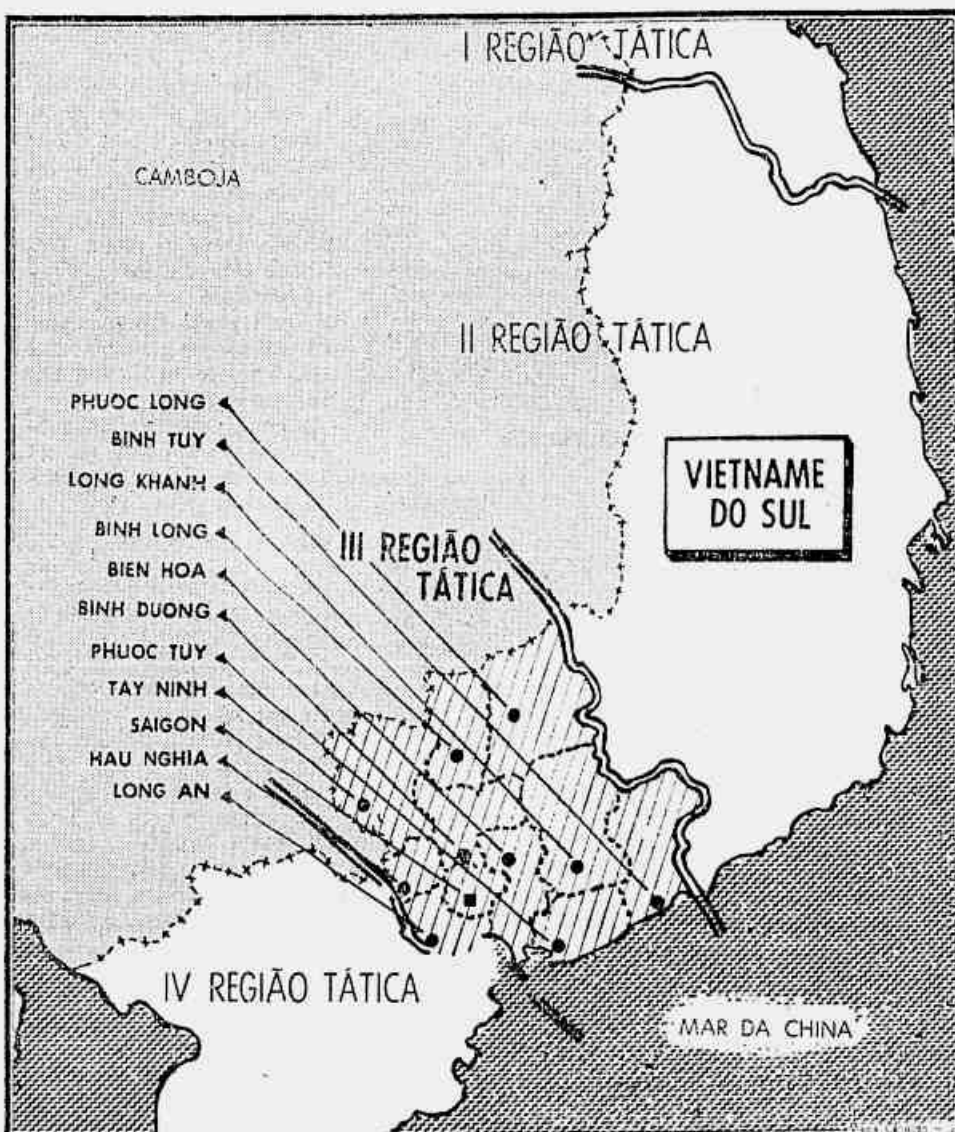 I REGIÃO TÁTICA
CAMBOJA
II REGIÃO TÁTICA
PHUOC LONG
BINH TUY
LONG KHANH
BINH LONG
BIEN HOA
BINH DUONG
PHUOC TUY
TAY NINH
SAIGON
HAU NGHIA
LONG AN
VIETNAME
DO SUL
III REGIÃO
TÁTICA
IV REGIÃO TÁTICA
MAR DA CHINA